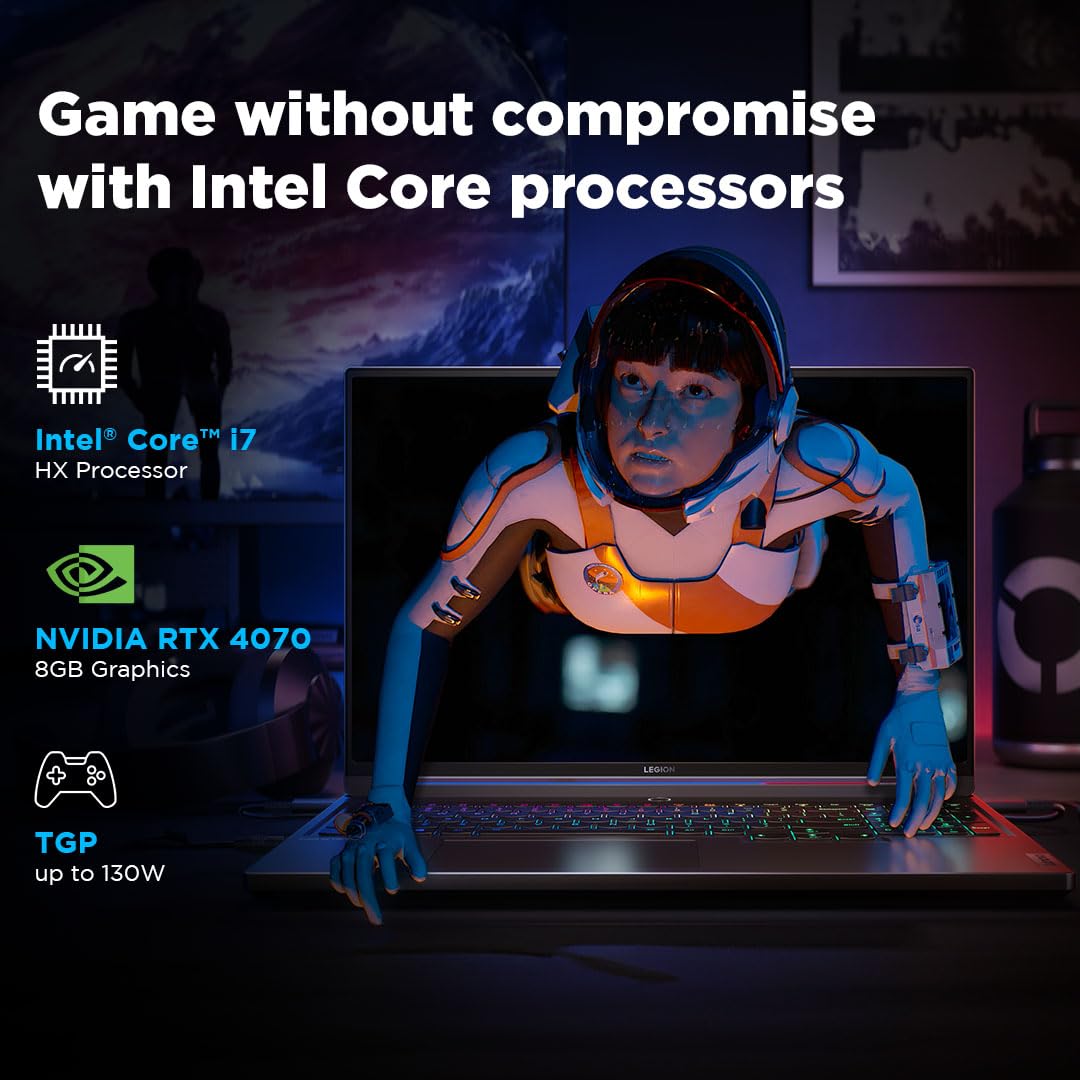 Game without compromise
with Intel Core processors
Intel® Core™ i7
HX Processor
NVIDIA RTX 4070
8GB Graphics
TGP
up to 130W
LEGION